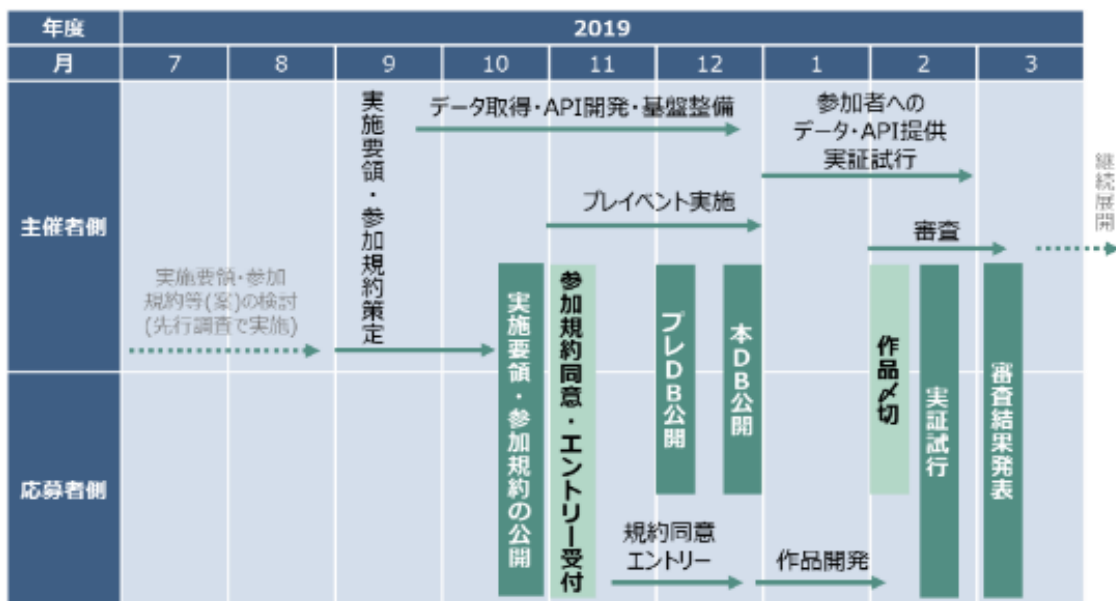 年度
2019
月
7
8
9
10
11
12
1
2
3
主催者側
実施要領・参加規約策定
データ取得・API開発・基盤整備
参加者への
データ・API提供
実証試行
プレイベント実施
審査
継続展開
実施要領・参加
規約等(案)の検討
(先行調査で実施)
実施要領・参加規約の公開
参加規約同意・エントリー受付
プレDB公開
本DB公開
作品〆切
実証試行
審査結果発表
応募者側
規約同意
エントリー
作品開発